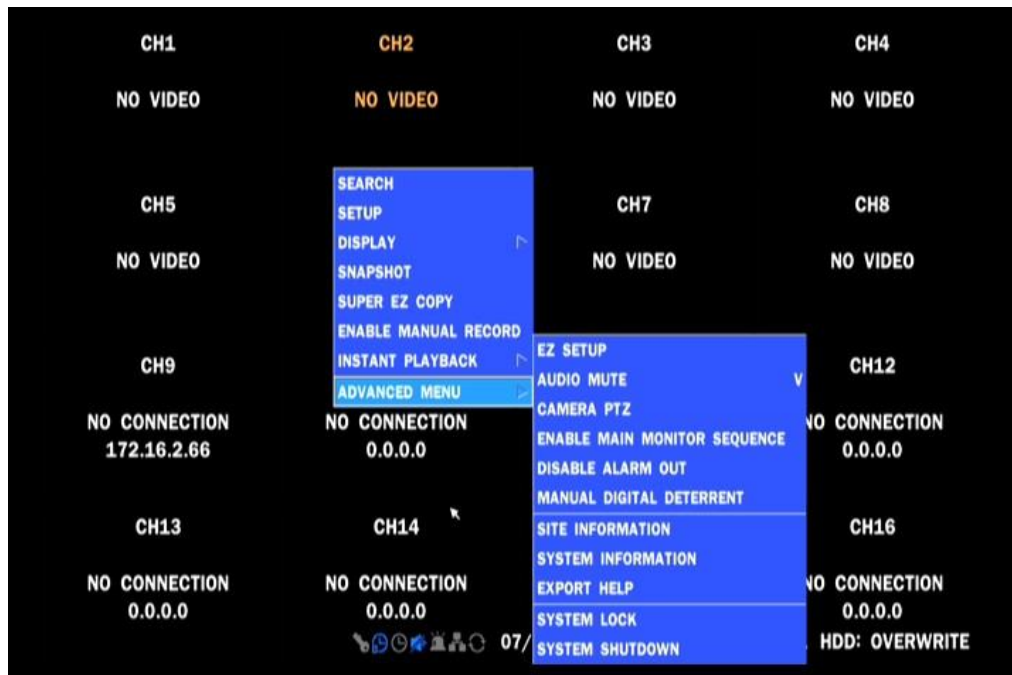 CH1
CH2
CH3
CH4
NO VIDEO
NO VIDEO
NO VIDEO
NO VIDEO
CH5
CH7
CH8
NO VIDEO
NO VIDEO
NO VIDEO
SEARCH
SETUP
DISPLAY
SNAPSHOT
SUPER EZ COPY
ENABLE MANUAL RECORD
INSTANT PLAYBACK
ADVANCED MENU
EZ SETUP
AUDIO MUTE V
CAMERA PTZ
ENABLE MAIN MONITOR SEQUENCE
DISABLE ALARM OUT
MANUAL DIGITAL DETERRENT
SITE INFORMATION
SYSTEM INFORMATION
EXPORT HELP
SYSTEM LOCK
SYSTEM SHUTDOWN
CH9
CH12
NO CONNECTION
NO CONNECTION
NO CONNECTION
172.16.2.66
0.0.0.0
0.0.0.0
CH13
CH14
CH16
NO CONNECTION
NO CONNECTION
NO CONNECTION
0.0.0.0
0.0.0.0
0.0.0.0
07/
HDD: OVERWRITE